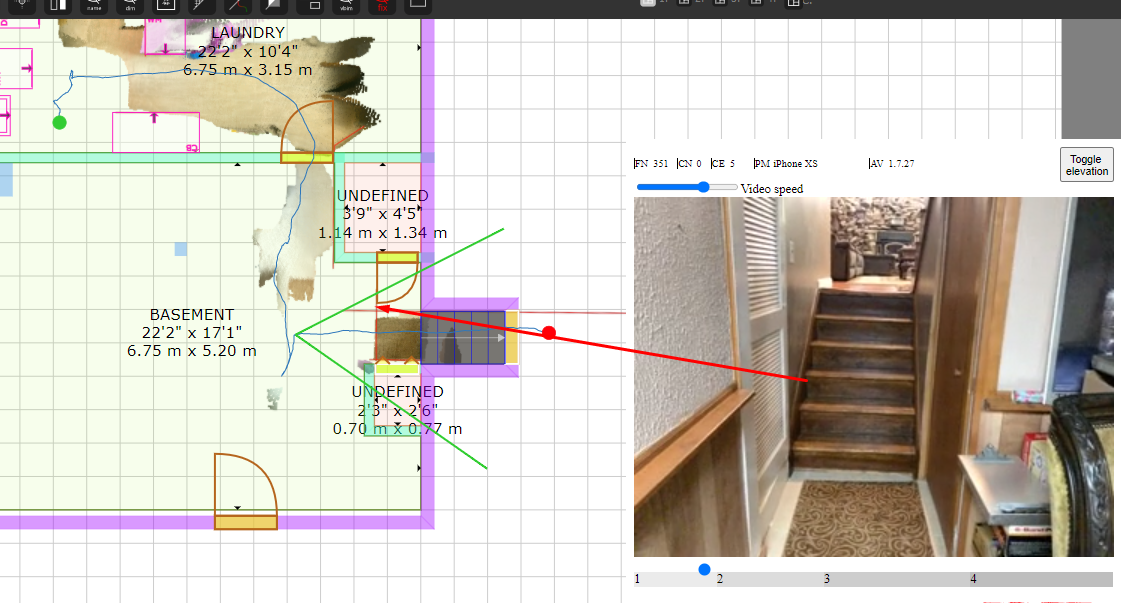 name
dim
vbim
fix
LAUNDRY
22'2" x 10'4"
6.75 m x 3.15 m
CB
UNDEFINED
3'9" x 4'5"
1.14 m x 1.34 m
BASEMENT
22'2" x 17'1"
6.75 m x 5.20 m
UNDEFINED
2'3" x 2'6"
0.70 m x 0.77 m
FN 351 CN 0 CE 5 PM iPhone XS AV 1.7.27
Toggle
elevation
Video speed
1 2 3 4